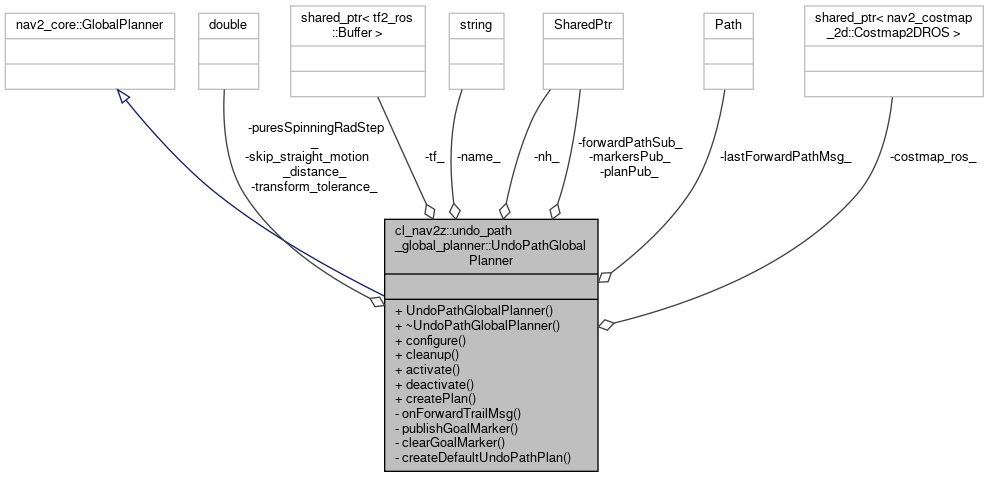 nav2_core::GlobalPlanner
double
shared_ptr< tf2_ros
::Buffer >
string
SharedPtr
Path
shared_ptr< nav2_costmap
_2d::Costmap2DROS >
-puresSpinningRadStep
_
-skip_straight_motion
_distance_
-transform_tolerance_
-tf_
-name_
-nh_
-forwardPathSub_
-markersPub_
-planPub_
-lastForwardPathMsg_
-costmap_ros_
cl_nav2z::undo_path
_global_planner::UndoPathGlobal
Planner
+ UndoPathGlobalPlanner()
+ ~UndoPathGlobalPlanner()
+ configure()
+ cleanup()
+ activate()
+ deactivate()
+ createPlan()
- onForwardTrailMsg()
- publishGoalMarker()
- clearGoalMarker()
- createDefaultUndoPathPlan()